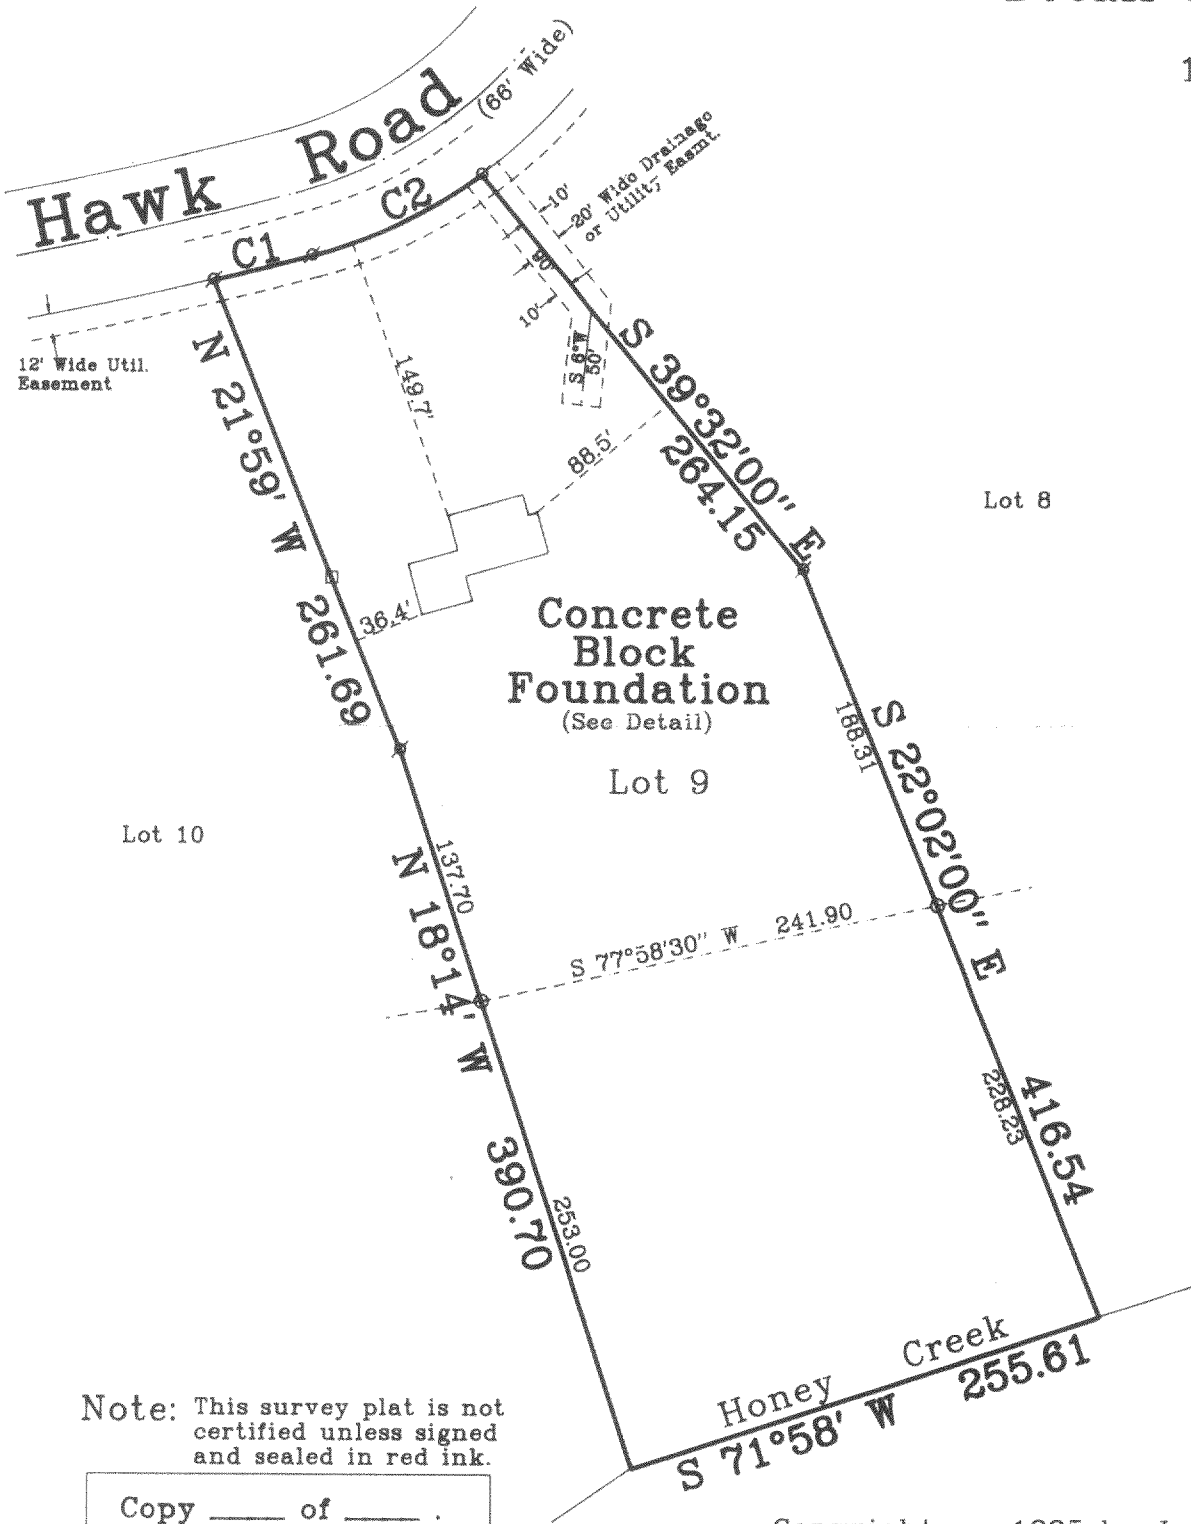 Hawk Road
(66' Wide)
C1
C2
10'
20' Wide Drainage
or Utility Easmt.
90'
10'
S 6°W
50'
12' Wide Util.
Easement
N 21°59' W 261.69
149.7'
88.5'
S 39°32'00" E
264.15
Lot 8
36.4'
Concrete
Block
Foundation
(See Detail)
Lot 9
188.31
S 22°02'00" E 416.54
Lot 10
137.70
N 18°14' W 390.70
S 77°58'30" W 241.90
228.23
253.00
Honey Creek
S 71°58' W 255.61
Note: This survey plat is not
certified unless signed
and sealed in red ink.
Copy ____ of ____ .